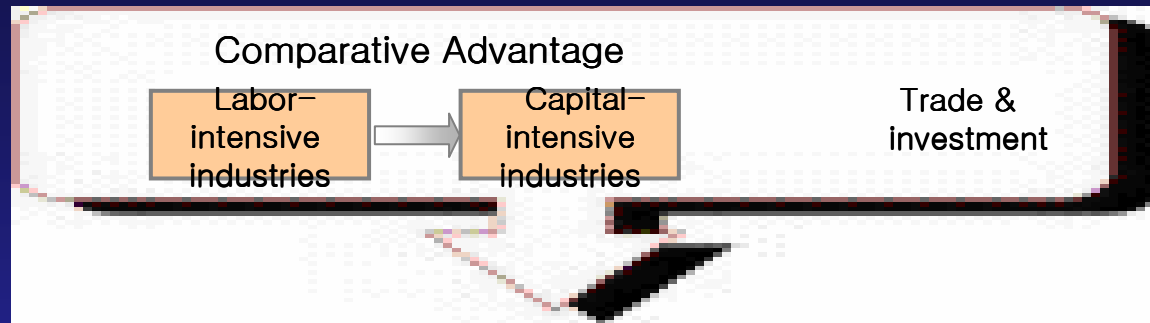 Comparative Advantage
Labor-
intensive
industries
Capital-
intensive
industries
Trade &
investment